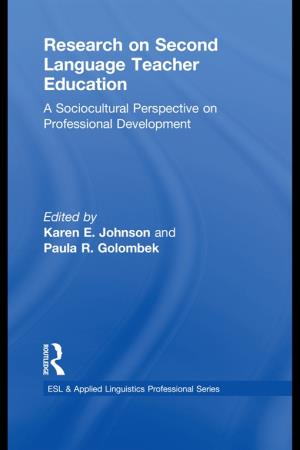 Research on Second
Language Teacher
Education
A Sociocultural Perspective on
Professional Development
Edited by
Karen E. Johnson and
Paula R. Golombek
ROUTLEDGE
ESL & Applied Linguistics Professional Series